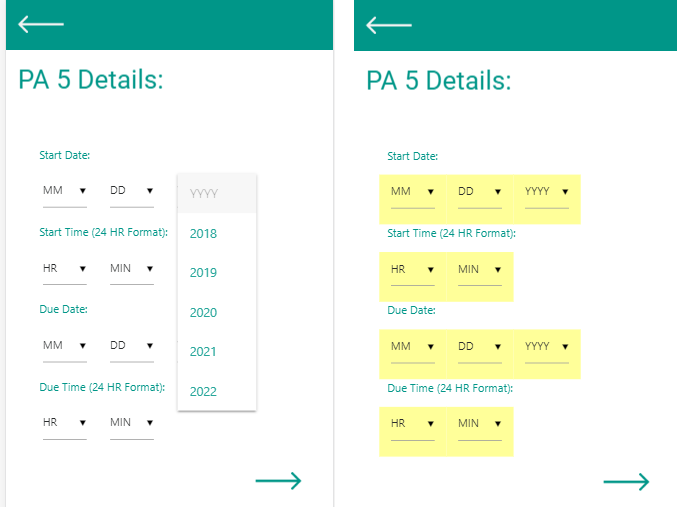 PA 5 Details:
Start Date:
MM DD YYYY
2018
2019
2020
2021
2022
Start Time (24 HR Format):
HR MIN
Due Date:
MM DD
Due Time (24 HR Format):
HR MIN
PA 5 Details:
Start Date:
MM DD YYYY
Start Time (24 HR Format):
HR MIN
Due Date:
MM DD YYYY
Due Time (24 HR Format):
HR MIN